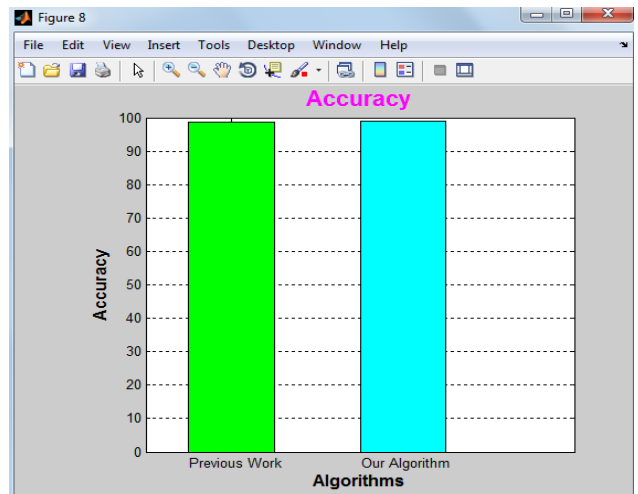 Figure 8
File Edit View Insert Tools Desktop Window Help
Accuracy
100
90
80
70
60
50
40
30
20
10
0
Accuracy
Previous Work Our Algorithm
Algorithms